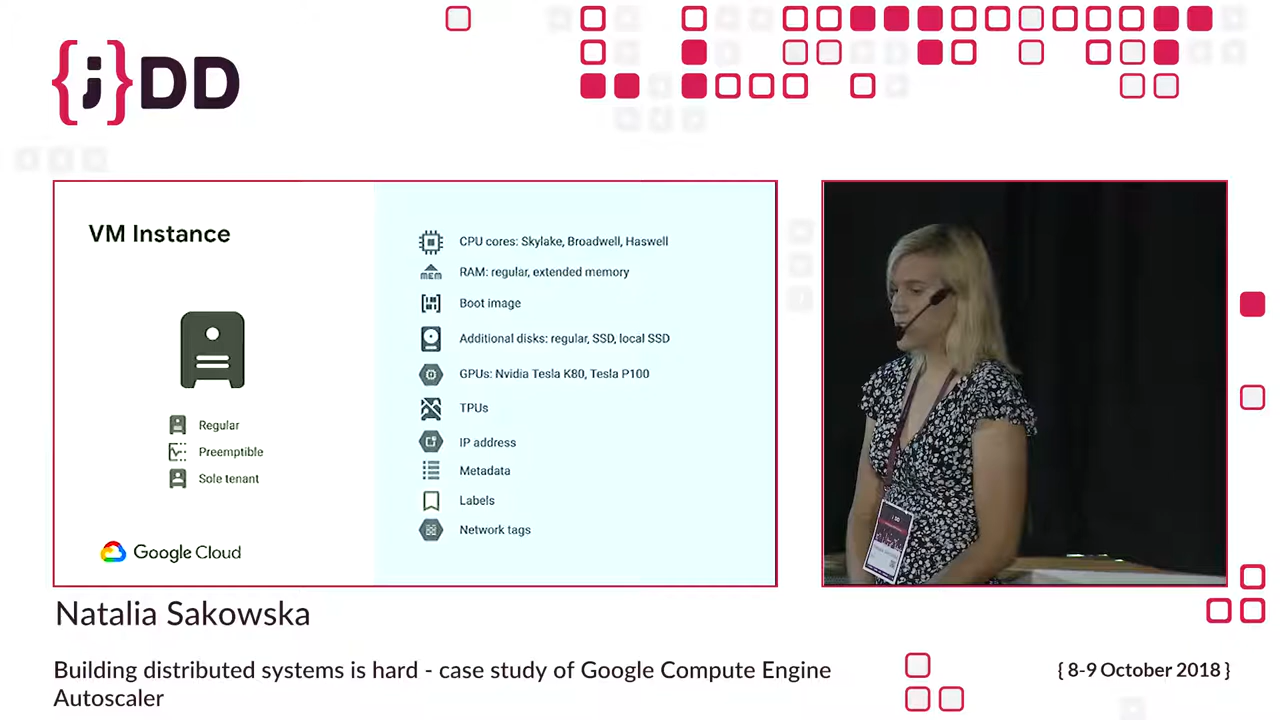 {j}DD
VM Instance
Regular
Preemptible
Sole tenant
Google Cloud
CPU cores: Skylake, Broadwell, Haswell
MEM
RAM: regular, extended memory
Boot image
Additional disks: regular, SSD, local SSD
GPUs: Nvidia Tesla K80, Tesla P100
TPUs
IP address
Metadata
Labels
Network tags
Natalia Sakowska
Building distributed systems is hard - case study of Google Compute Engine
Autoscaler
{ 8-9 October 2018 }